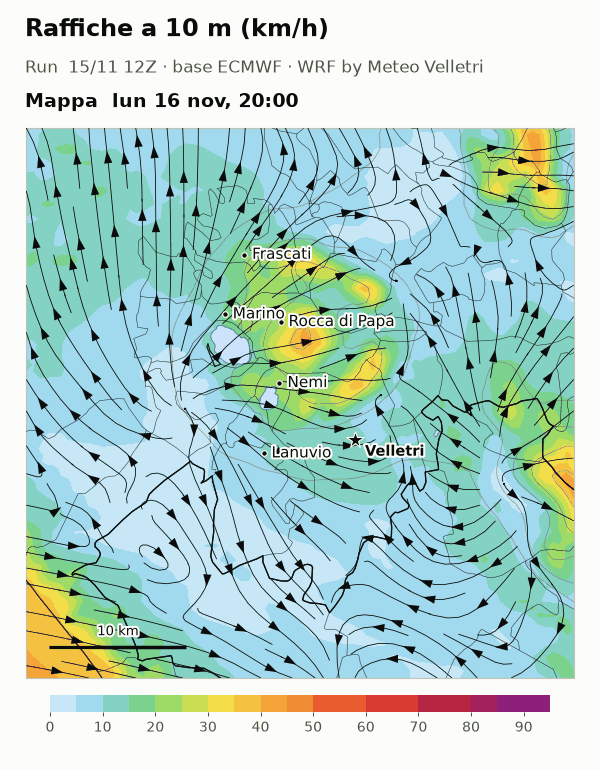 Raffiche a 10 m (km/h)
Run  15/11 12Z · base ECMWF · WRF by Meteo Velletri
Mappa  lun 16 nov, 20:00
Frascati
Marino
Rocca di Papa
Nemi
Lanuvio
Velletri
10 km
0 10 20 30 40 50 60 70 80 90